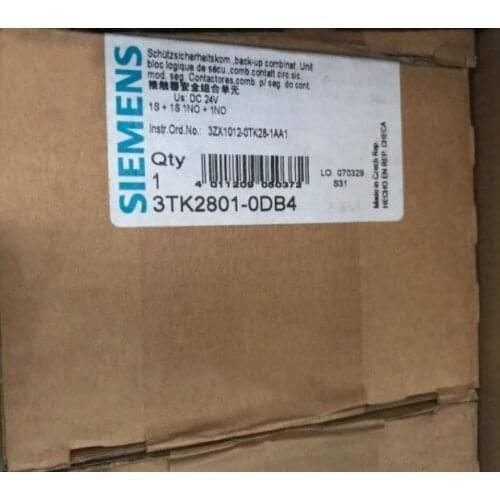 SIEMENS
Schützsicherheitskom.,back-up combinat. Unit
bloc logique de sécu.,comb.contatt circ.sic.
mod. seg. Contactores,comb. p/ seg. do cont.
接触器安全组合单元
Us: DC 24V
1S + 1S 1NO + 1NO
Instr.Ord.No.: 3ZX1012-0TK28-1AA1
Qty
1
4 011209 080372
LO 070329
S31
Made in Czech Rep.
HECHO EN REP. CHECA
3TK2801-0DB4